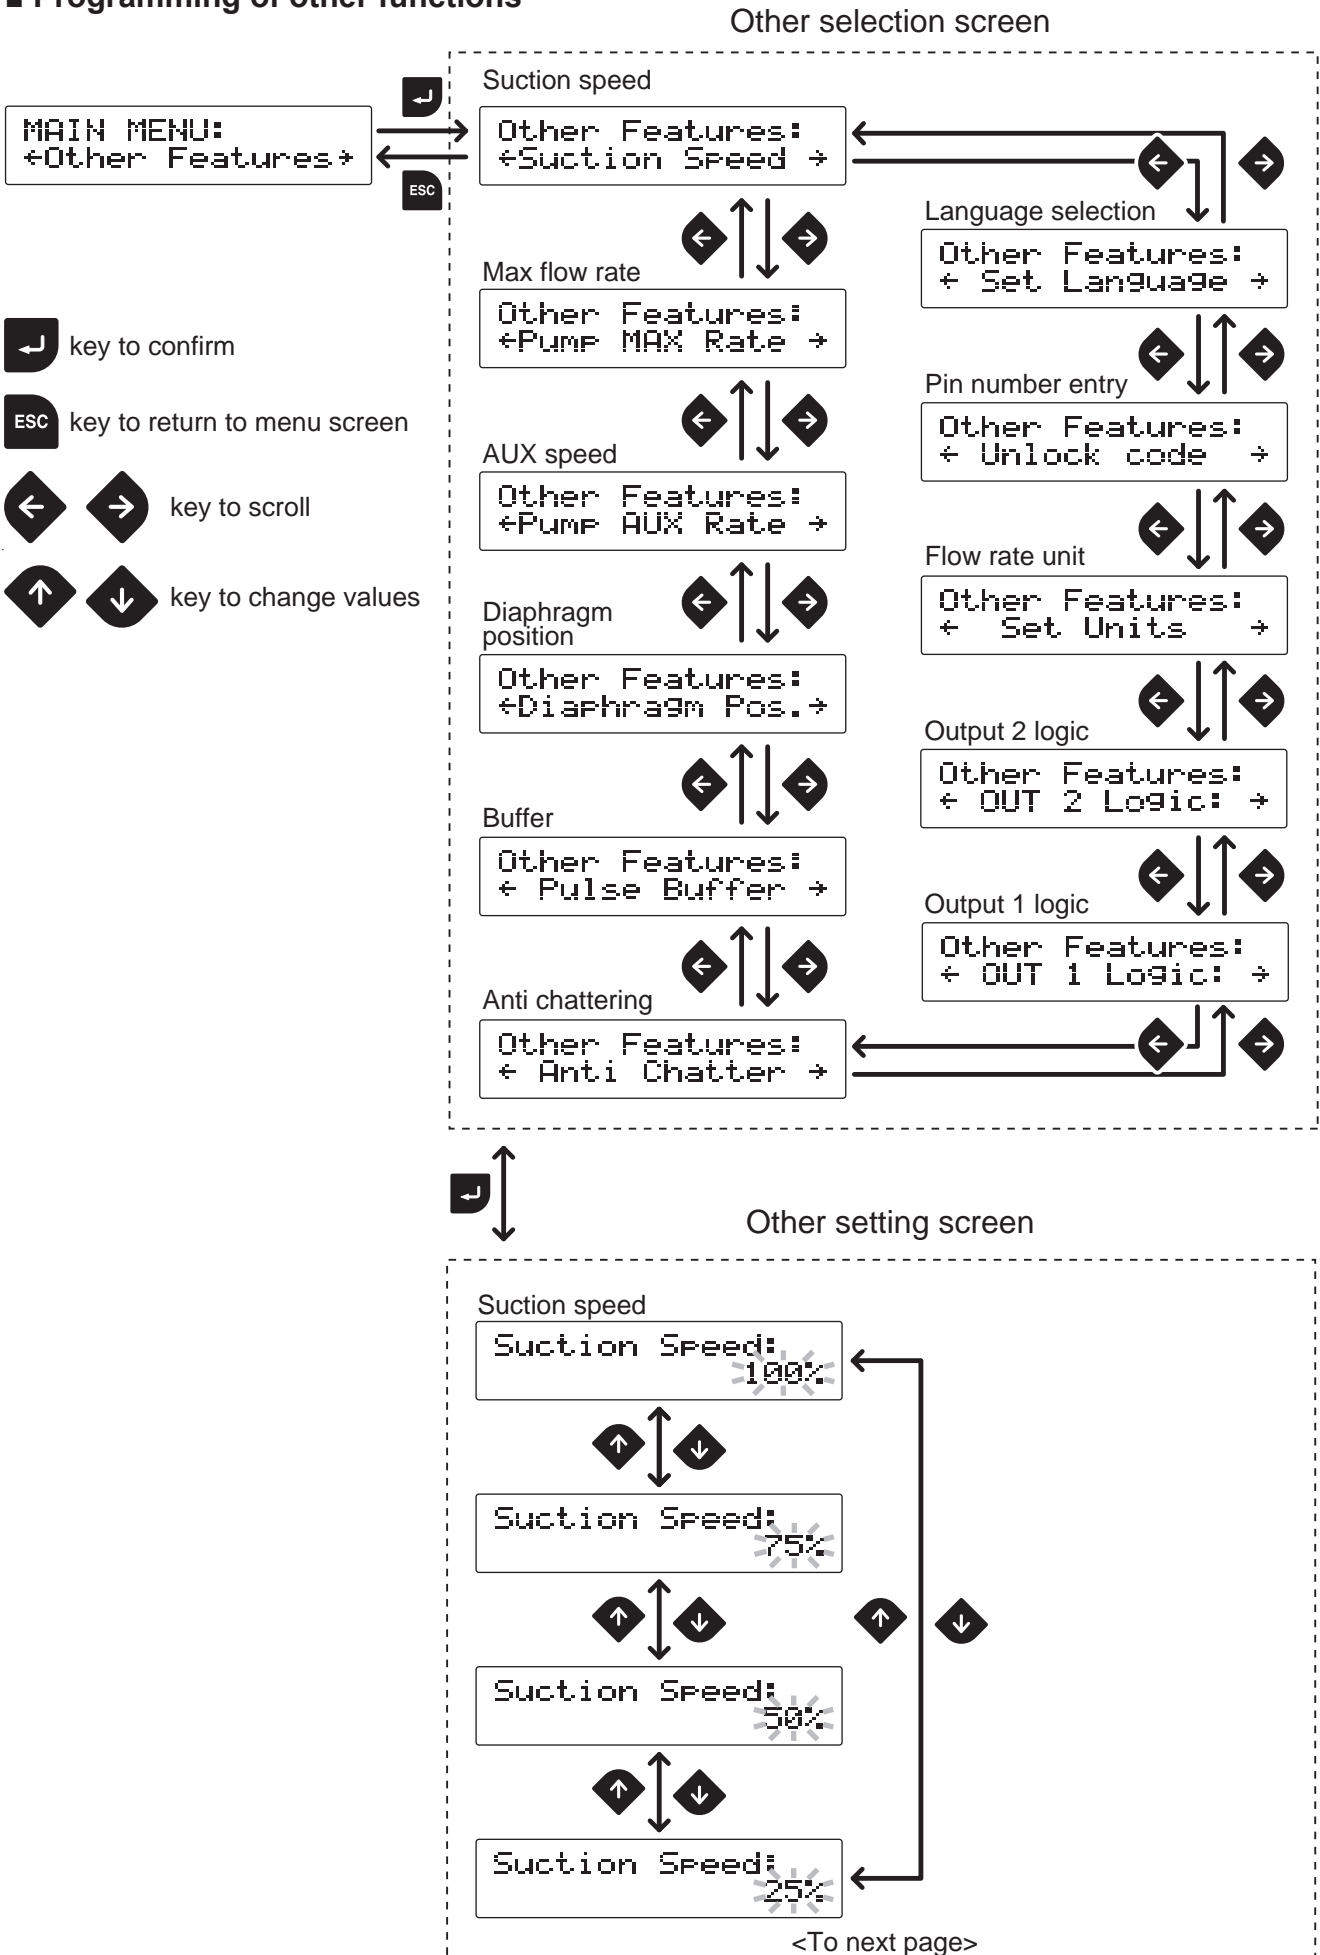 ■ Programming of other functions
Other selection screen
MAIN MENU:
←Other Features→
ESC
key to confirm
ESC key to return to menu screen
← → key to scroll
↑ ↓ key to change values
Suction speed
Other Features:
←Suction Speed →
Max flow rate
Other Features:
←Pump MAX Rate →
AUX speed
Other Features:
←Pump AUX Rate →
Diaphragm
position
Other Features:
←Diaphragm Pos.→
Buffer
Other Features:
← Pulse Buffer →
Anti chattering
Other Features:
← Anti Chatter →
Language selection
Other Features:
← Set Language →
Pin number entry
Other Features:
← Unlock code →
Flow rate unit
Other Features:
← Set Units →
Output 2 logic
Other Features:
← OUT 2 Logic: →
Output 1 logic
Other Features:
← OUT 1 Logic: →
Other setting screen
Suction speed
Suction Speed:
100%
Suction Speed:
75%
Suction Speed:
50%
Suction Speed:
25%
<To next page>